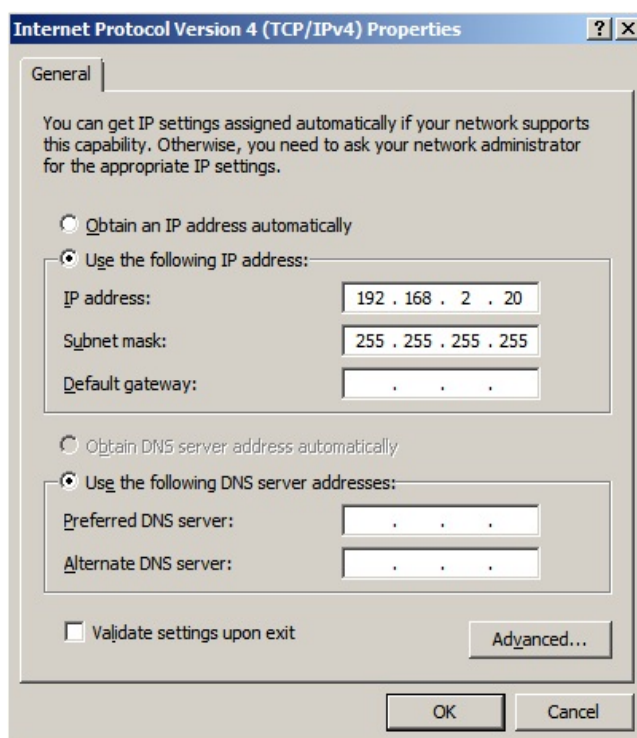 Internet Protocol Version 4 (TCP/IPv4) Properties
General
You can get IP settings assigned automatically if your network supports
this capability. Otherwise, you need to ask your network administrator
for the appropriate IP settings.
Obtain an IP address automatically
Use the following IP address:
IP address: 192 . 168 . 2 . 20
Subnet mask: 255 . 255 . 255 . 255
Default gateway: . . .
Obtain DNS server address automatically
Use the following DNS server addresses:
Preferred DNS server: . . .
Alternate DNS server: . . .
Validate settings upon exit
Advanced...
OK Cancel